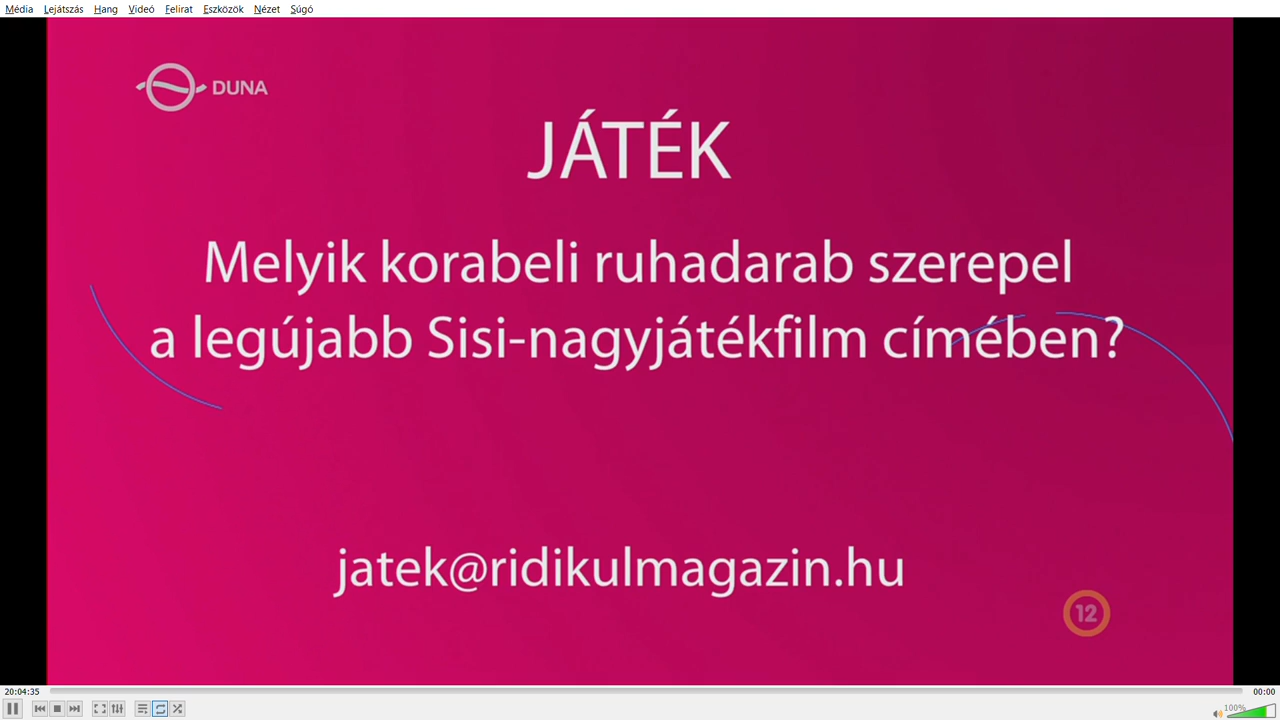 Média Lejátszás Hang Videó Felirat Eszközök Nézet Súgó
DUNA
JÁTÉK
Melyik korabeli ruhadarab szerepel
a legújabb Sisi-nagyjátékfilm címében?
jatek@ridikulmagazin.hu
12
20:04:35 00:00
100%